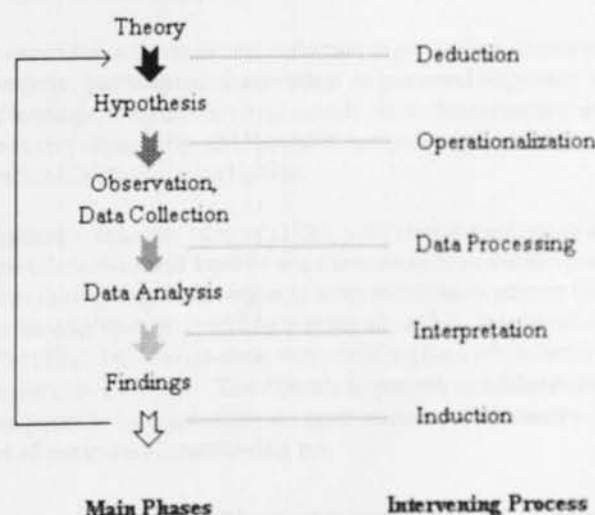 Theory
Deduction
Hypothesis
Operationalization
Observation,
Data Collection
Data Processing
Data Analysis
Interpretation
Findings
Induction
Main Phases
Intervening Process